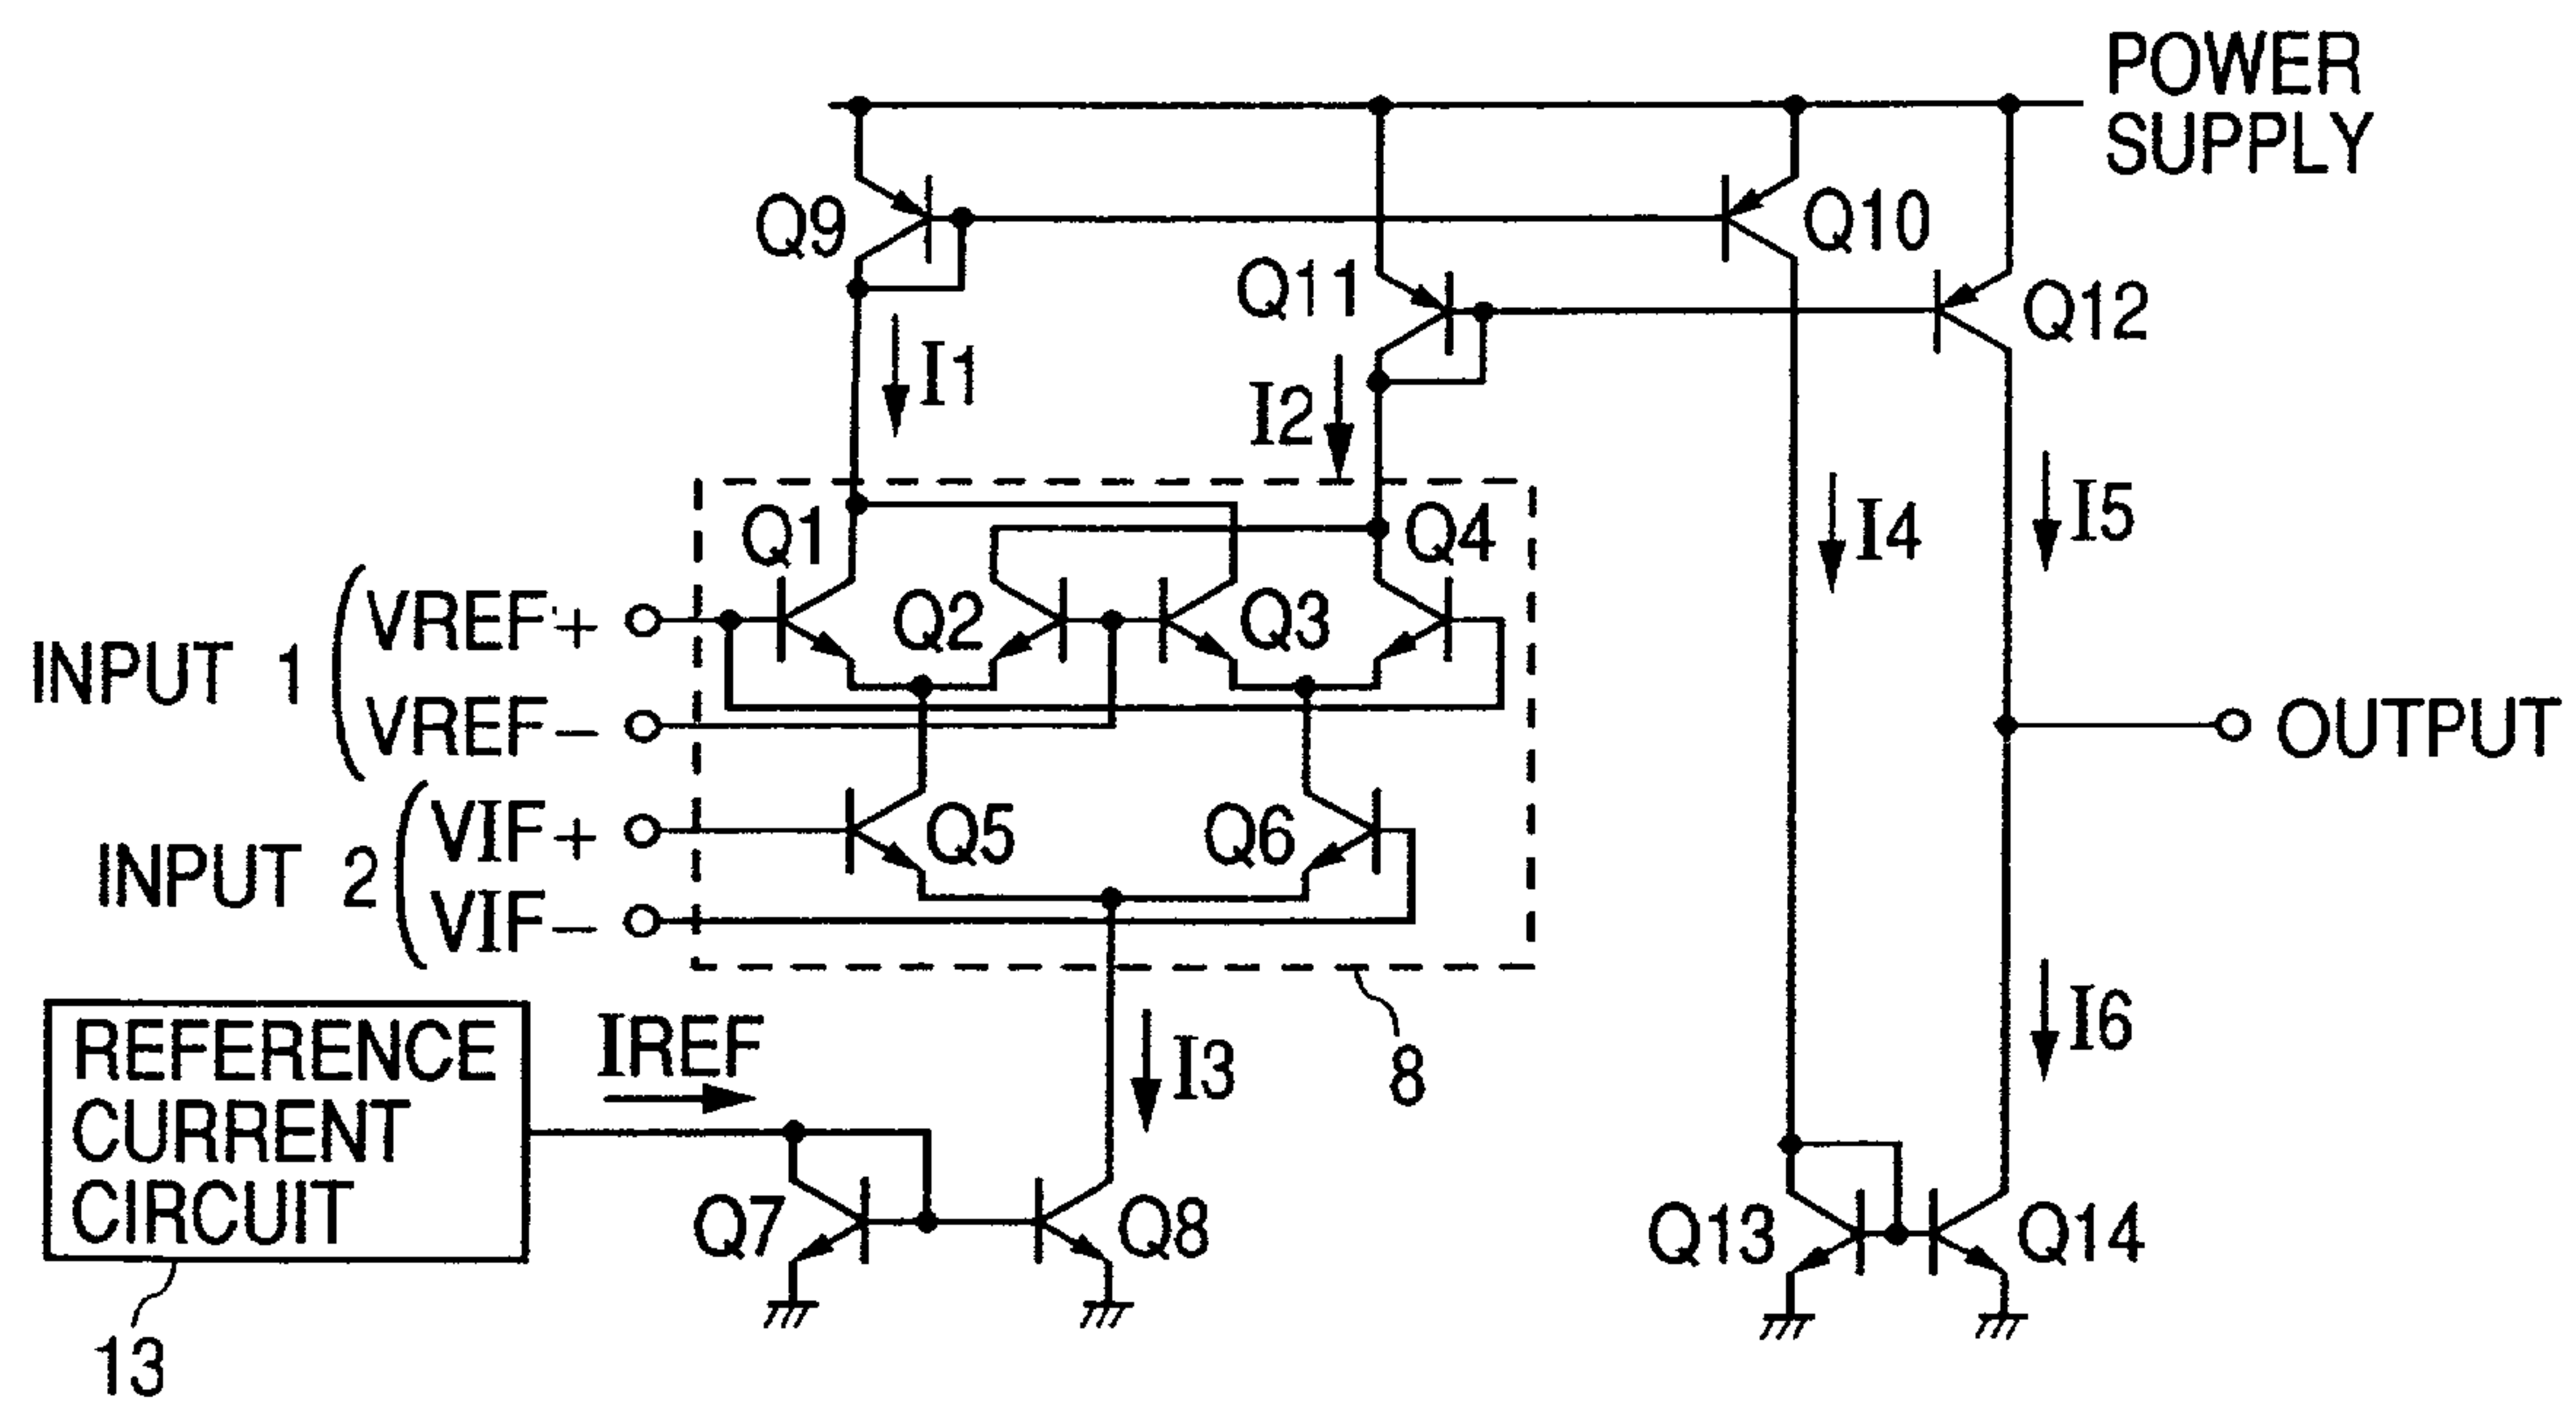 POWER
SUPPLY
Q9
Q10
Q11
Q12
I1
I2
Q1
Q4
I4
I5
INPUT 1
VREF+
Q2
Q3
VREF-
OUTPUT
INPUT 2
VIF+
Q5
Q6
VIF-
REFERENCE
CURRENT
CIRCUIT
IREF
I3
8
I6
Q7
Q8
Q13
Q14
13